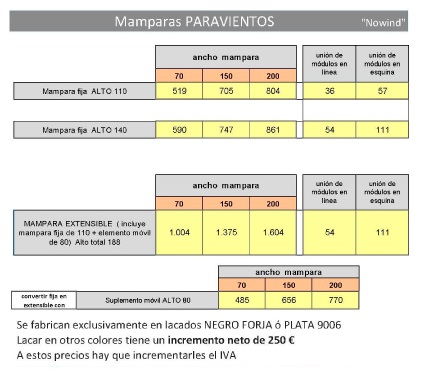 Mamparas PARAVIENTOS "Nowind"
ancho mampara
unión de módulos en línea
unión de módulos en esquina
70 150 200
Mampara fija ALTO 110 519 705 804 36 57
Mampara fija ALTO 140 590 747 861 54 111
ancho mampara
unión de módulos en línea
unión de módulos en esquina
70 150 200
MAMPARA EXTENSIBLE ( incluye
mampara fija de 110 + elemento móvil
de 80) Alto total 188
1.004 1.375 1.604 54 111
ancho mampara
70 150 200
convertir fija en
extensible con
Suplemento móvil ALTO 80 485 656 770
Se fabrican exclusivamente en lacados NEGRO FORJA ó PLATA 9006
Lacar en otros colores tiene un incremento neto de 250 €
A estos precios hay que incrementarles el IVA